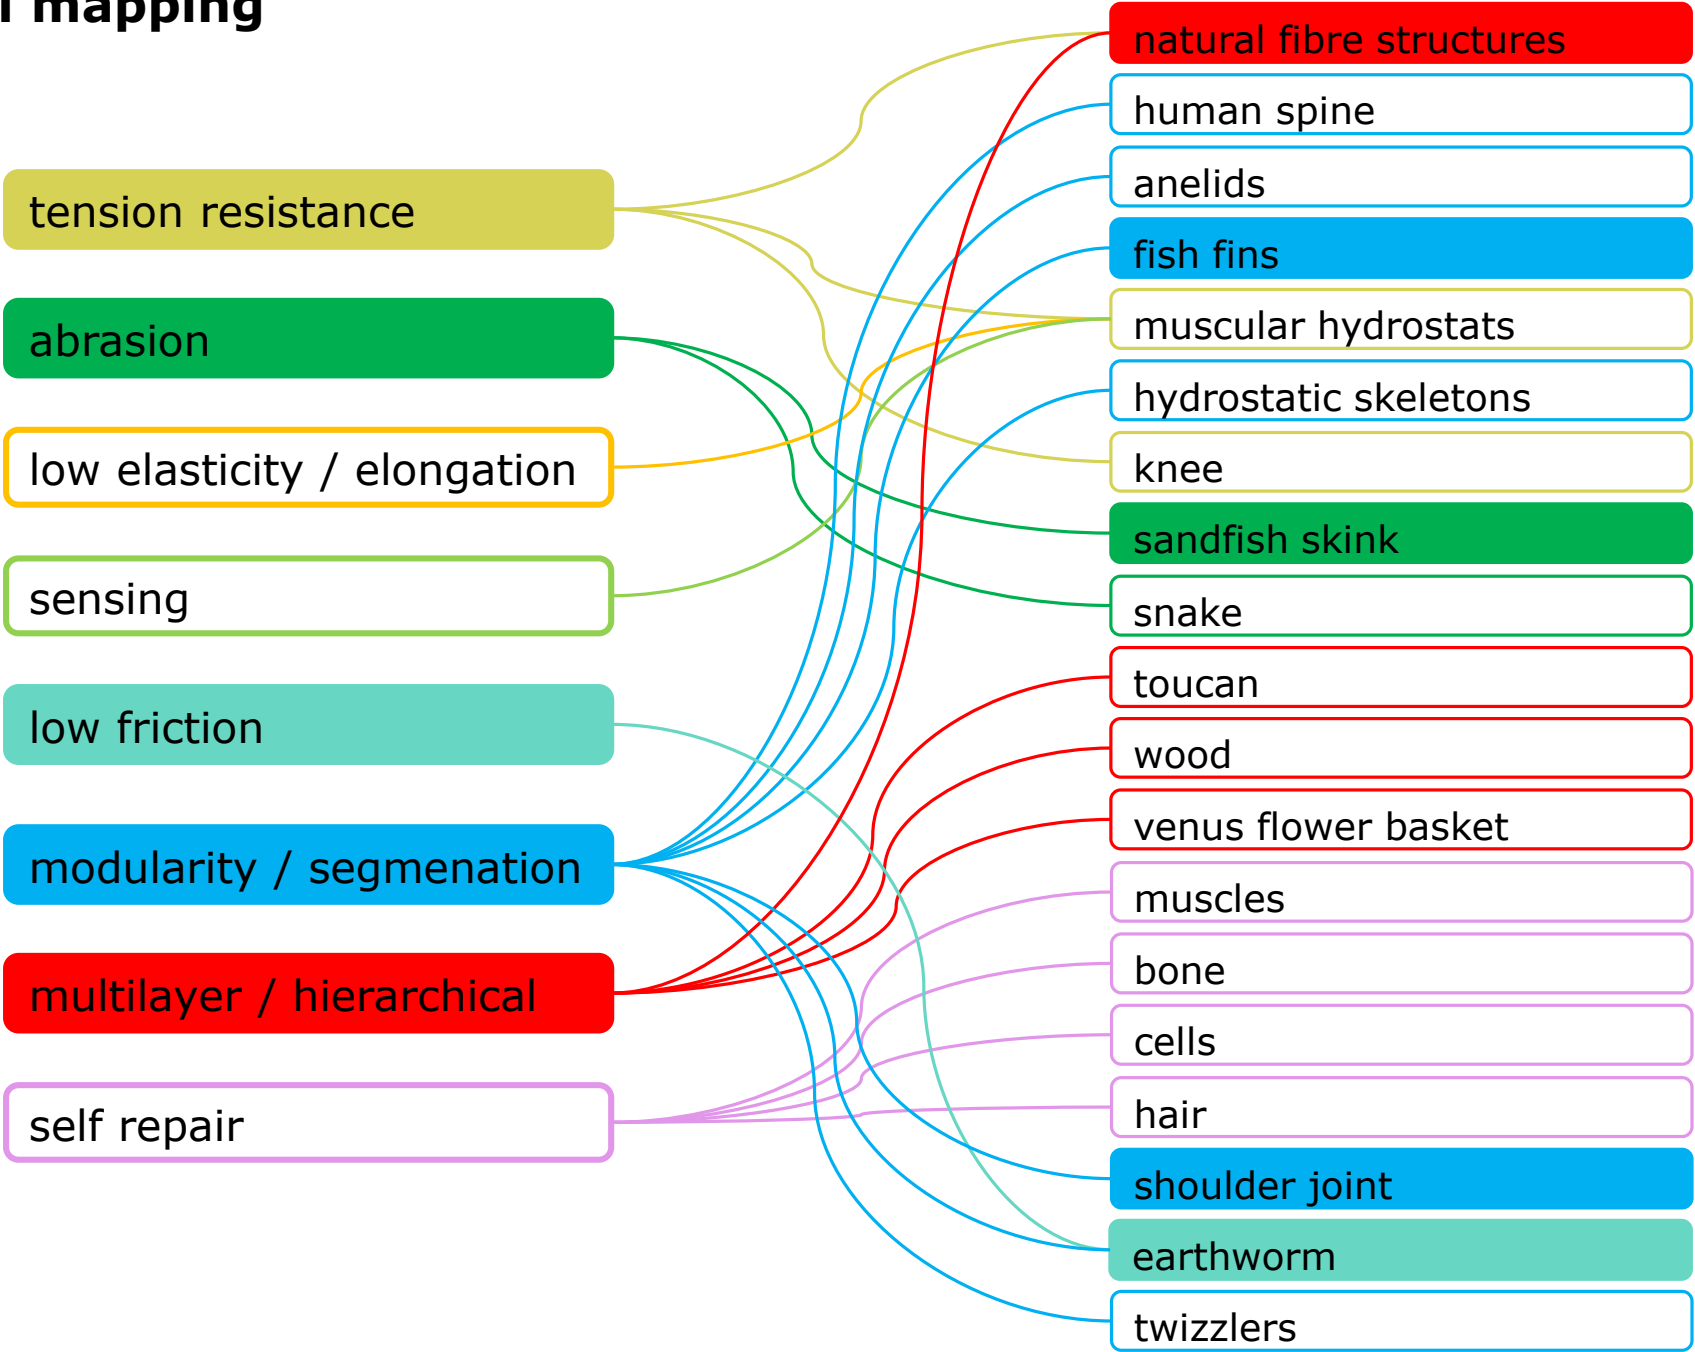 mapping
tension resistance
abrasion
low elasticity / elongation
sensing
low friction
modularity / segmenation
multilayer / hierarchical
self repair
natural fibre structures
human spine
anelids
fish fins
muscular hydrostats
hydrostatic skeletons
knee
sandfish skink
snake
toucan
wood
venus flower basket
muscles
bone
cells
hair
shoulder joint
earthworm
twizzlers